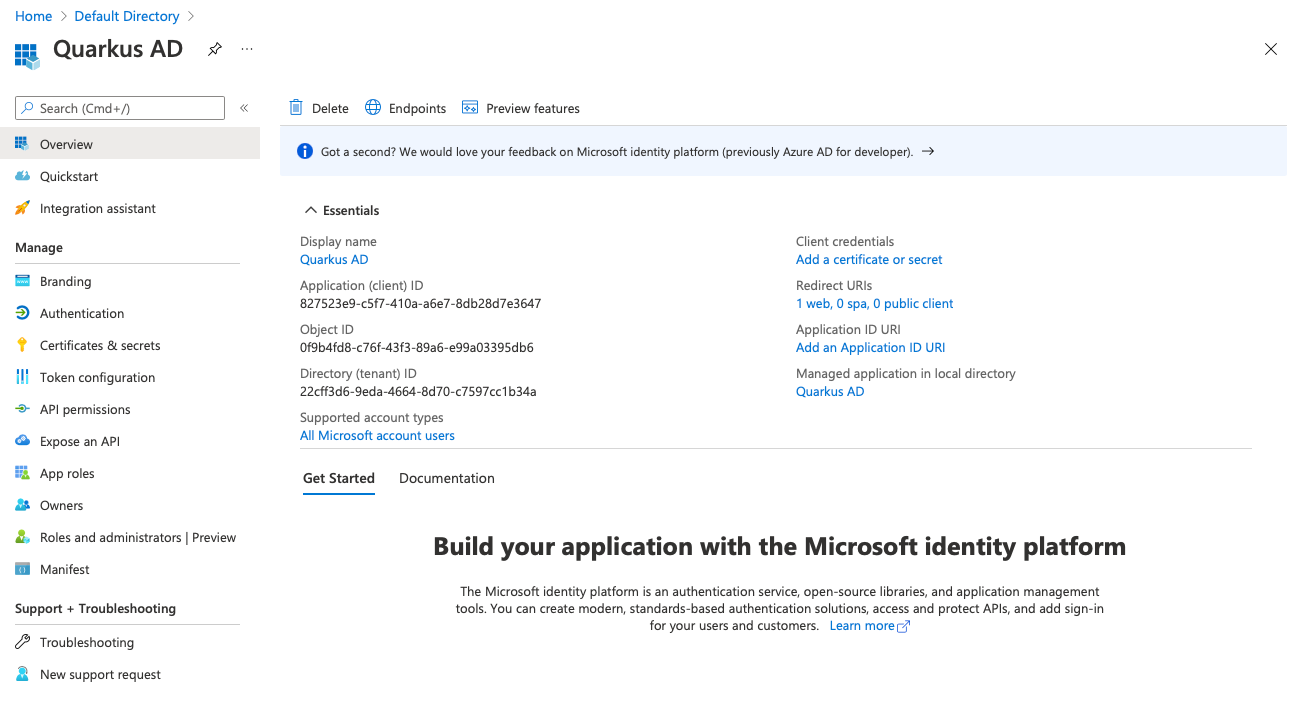 Home > Default Directory >
Quarkus AD ...
Search (Cmd+/) «
Overview
Quickstart
Integration assistant
Manage
Branding
Authentication
Certificates & secrets
Token configuration
API permissions
Expose an API
App roles
Owners
Roles and administrators | Preview
Manifest
Support + Troubleshooting
Troubleshooting
New support request
Delete Endpoints Preview features
Got a second? We would love your feedback on Microsoft identity platform (previously Azure AD for developer). →
Essentials
Display name
Quarkus AD
Application (client) ID
827523e9-c5f7-410a-a6e7-8db28d7e3647
Object ID
0f9b4fd8-c76f-43f3-89a6-e99a03395db6
Directory (tenant) ID
22cff3d6-9eda-4664-8d70-c7597cc1b34a
Supported account types
All Microsoft account users
Client credentials
Add a certificate or secret
Redirect URIs
1 web, 0 spa, 0 public client
Application ID URI
Add an Application ID URI
Managed application in local directory
Quarkus AD
Get Started Documentation
Build your application with the Microsoft identity platform
The Microsoft identity platform is an authentication service, open-source libraries, and application management
tools. You can create modern, standards-based authentication solutions, access and protect APIs, and add sign-in
for your users and customers. Learn more